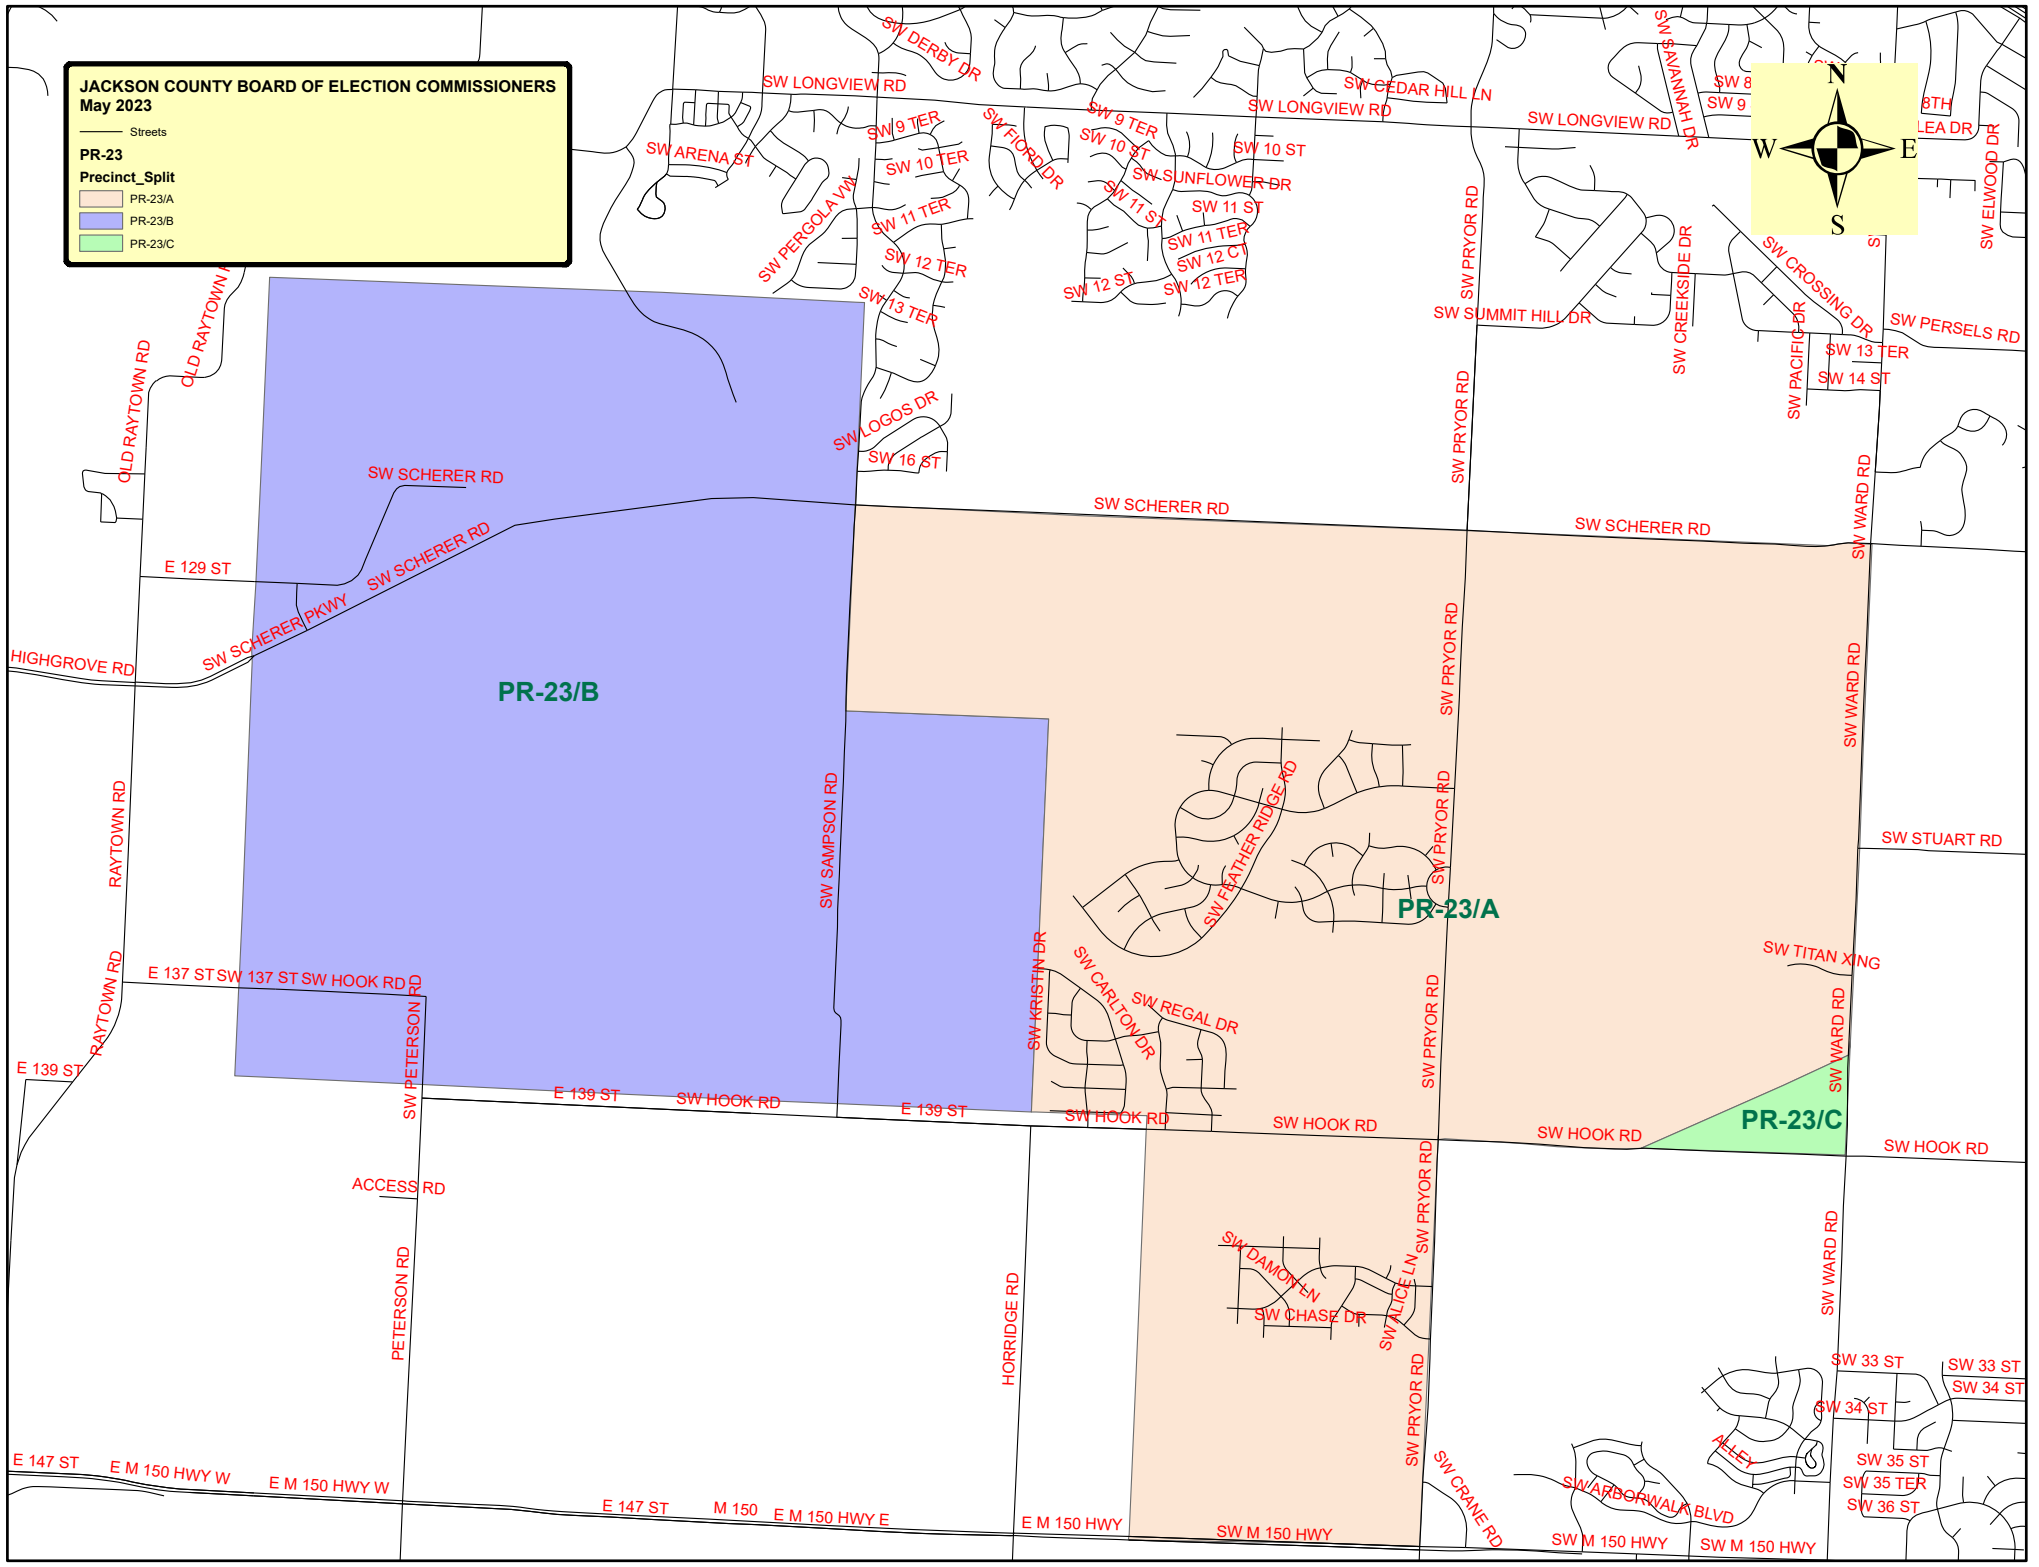 JACKSON COUNTY BOARD OF ELECTION COMMISSIONERS
May 2023
Streets
PR-23
Precinct_Split
PR-23/A
PR-23/B
PR-23/C
N
W
E
S
SW DERBY DR
SW LONGVIEW RD
SW CEDAR HILL LN
SW LONGVIEW RD
SW LONGVIEW RD
SW SAVANNAH DR
SW 8
SW 9
8TH
LEA DR
SW ELWOOD DR
SW ARENA ST
SW 9 TER
SW 10 TER
SW FIORD DR
SW 9 TER
SW 10 ST
SW 10 ST
SW SUNFLOWER DR
SW 11 ST
SW 11 ST
SW PERGOLA VW
SW 11 TER
SW 11 TER
SW 12 CT
SW 12 TER
SW 12 ST
SW 12 TER
SW 13 TER
SW PRYOR RD
SW SUMMIT HILL DR
SW CREEKSIDE DR
SW CROSSING DR
SW PACIFIC DR
SW PERSELS RD
SW 13 TER
SW 14 ST
OLD RAYTOWN
OLD RAYTOWN RD
SW LOGOS DR
SW 16 ST
SW PRYOR RD
SW WARD RD
SW SCHERER RD
SW SCHERER RD
SW SCHERER RD
SW SCHERER RD
E 129 ST
SW SCHERER PKWY
HIGHGROVE RD
PR-23/B
SW PRYOR RD
SW WARD RD
RAYTOWN RD
SW SAMPSON RD
SW FEATHER RIDGE RD
SW PRYOR RD
SW STUART RD
PR-23/A
SW TITAN XING
RAYTOWN RD
E 137 ST
SW 137 ST
SW HOOK RD
SW PETERSON RD
SW KRISTIN DR
SW CARLTON DR
SW REGAL DR
SW PRYOR RD
SW WARD RD
E 139 ST
E 139 ST
SW HOOK RD
E 139 ST
SW HOOK RD
SW HOOK RD
SW HOOK RD
PR-23/C
SW HOOK RD
ACCESS RD
PETERSON RD
HORRIDGE RD
SW DAMON LN
SW CHASE DR
SW ALICE LN
SW PRYOR RD
SW WARD RD
SW PRYOR RD
SW 33 ST
SW 33 ST
SW 34 ST
SW 34 ST
ALLEY
SW 35 ST
SW 35 TER
SW 36 ST
SW ARBORWALK BLVD
SW CRANE RD
E 147 ST
E M 150 HWY W
E M 150 HWY W
E 147 ST
M 150
E M 150 HWY E
E M 150 HWY
SW M 150 HWY
SW M 150 HWY
SW M 150 HWY